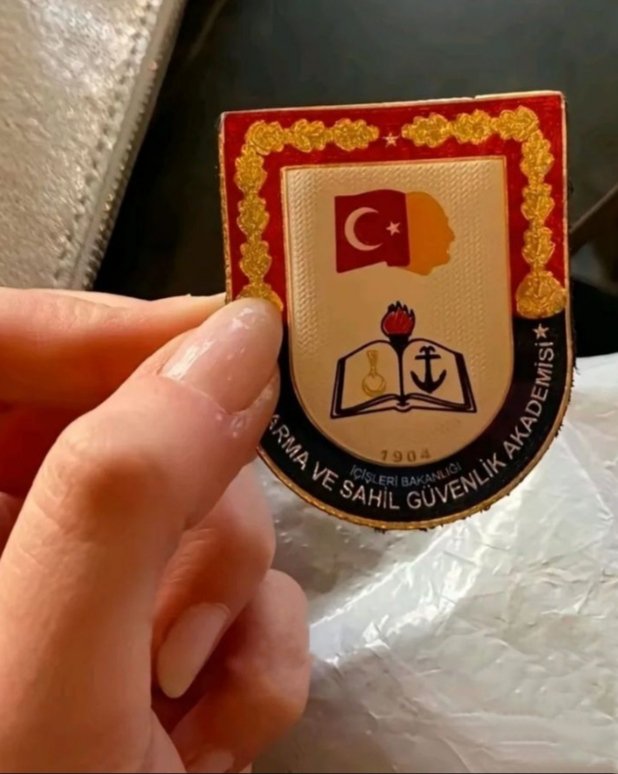 1904
İÇİŞLERİ BAKANLIĞI
ARMA VE SAHİL GÜVENLİK AKADEMİSİ